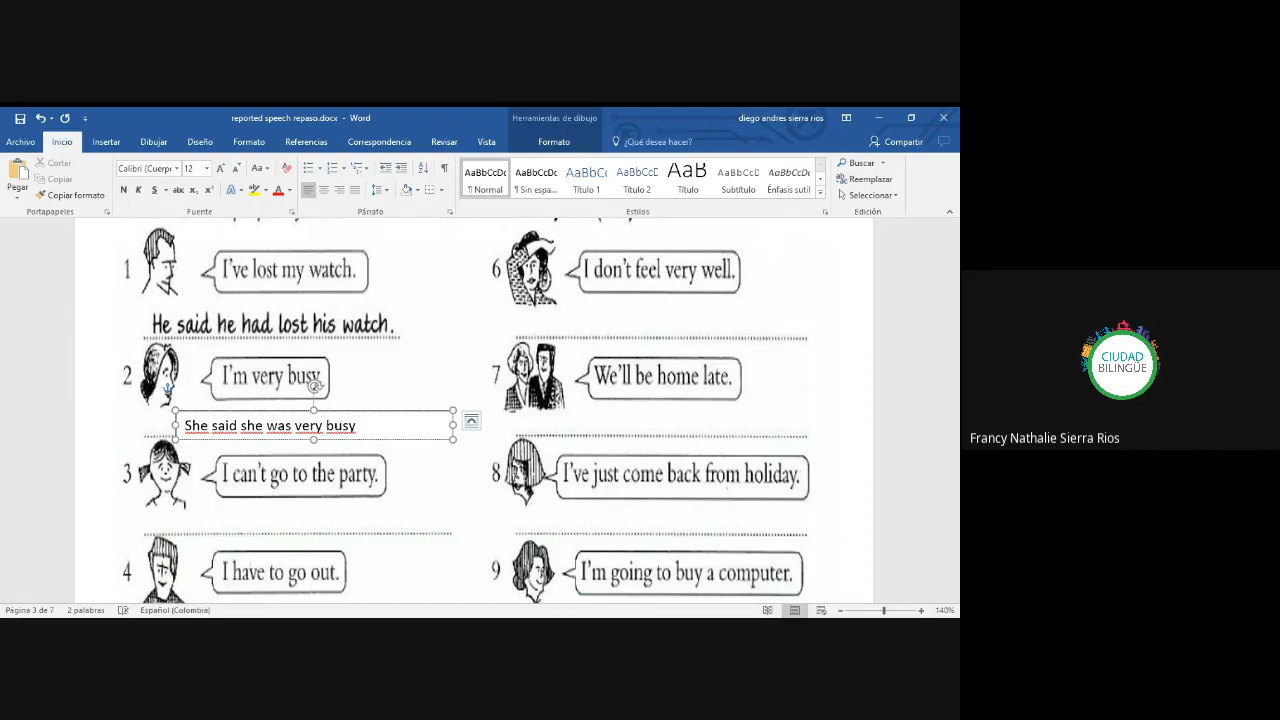 reported speech repaso.docx - Word
Herramientas de dibujo
diego andres sierra rios
Archivo
Inicio
Insertar
Dibujar
Diseño
Formato
Referencias
Correspondencia
Revisar
Vista
Formato
¿Qué desea hacer?
Compartir
Pegar
Cortar
Copiar
Copiar formato
Portapapeles
Calibri (Cuerpo
12
Fuente
Párrafo
AaBbCcDc
¶ Normal
AaBbCcDc
¶ Sin espa...
AaBbCc
Título 1
AaBbCcD
Título 2
AaB
Título
AaBbCcD
Subtítulo
AaBbCcDc
Énfasis sutil
Estilos
Buscar
Reemplazar
Seleccionar
Edición
1
I've lost my watch.
He said he had lost his watch.
2
I'm very busy.
She said she was very busy
3
I can't go to the party.
4
I have to go out.
6
I don't feel very well.
7
We'll be home late.
8
I've just come back from holiday.
9
I'm going to buy a computer.
Página 3 de 7
2 palabras
Español (Colombia)
140%
CIUDAD
BILINGÜE
Francy Nathalie Sierra Rios